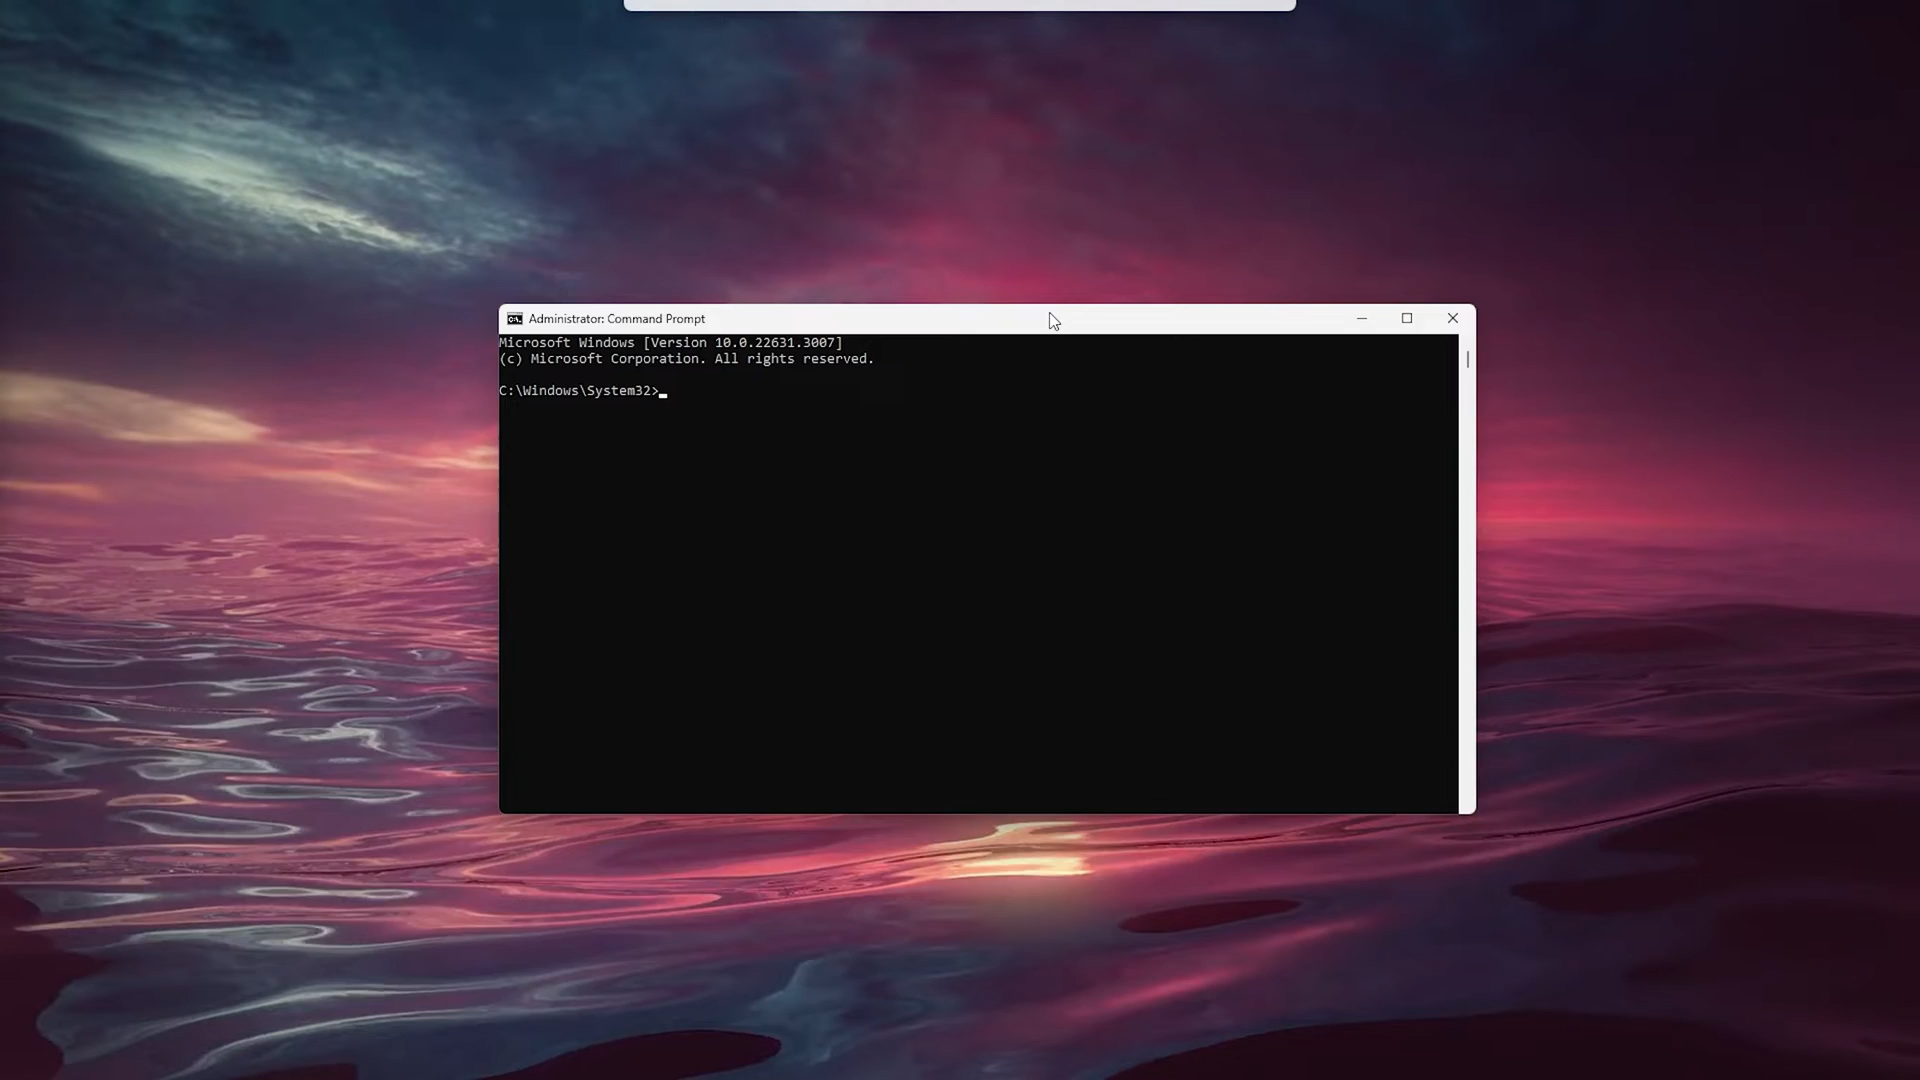 Administrator: Command Prompt
Microsoft Windows [Version 10.0.22631.3007]
(c) Microsoft Corporation. All rights reserved.
C:\Windows\System32>